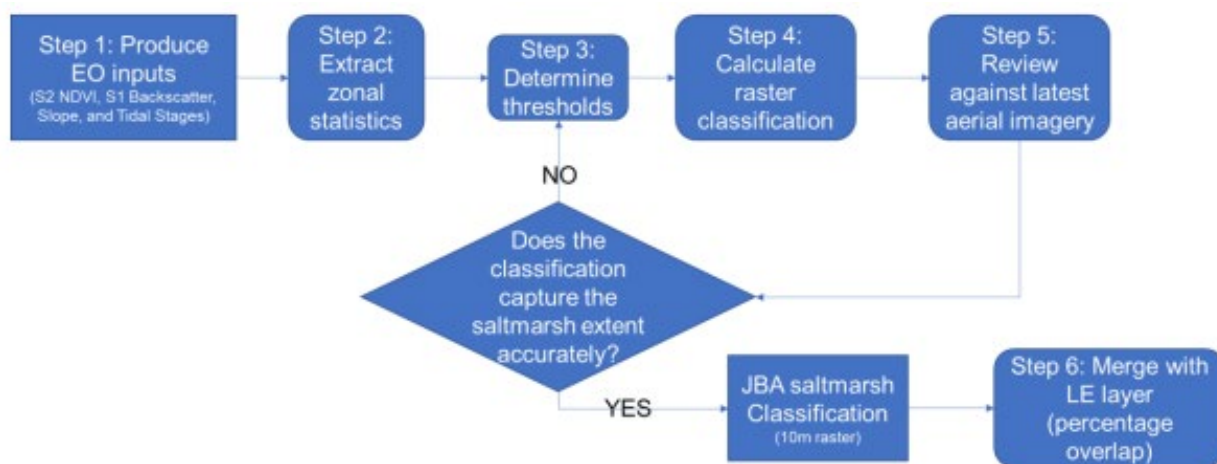 Step 1: Produce
EO inputs
(S2 NDVI, S1 Backscatter,
Slope, and Tidal Stages)
Step 2:
Extract
zonal
statistics
Step 3:
Determine
thresholds
Step 4:
Calculate
raster
classification
Step 5:
Review
against latest
aerial imagery
NO
Does the
classification
capture the
saltmarsh extent
accurately?
YES
JBA saltmarsh
Classification
(10m raster)
Step 6: Merge with
LE layer
(percentage
overlap)